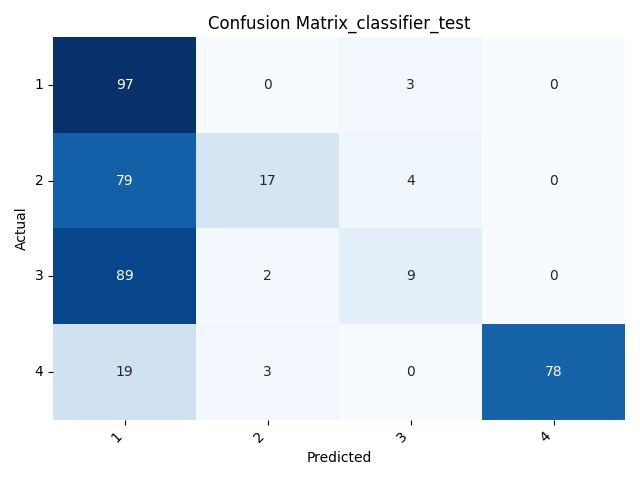 Confusion Matrix_classifier_test
1 97 0 3 0
2 79 17 4 0
Actual
3 89 2 9 0
4 19 3 0 78
1 2 3 4
Predicted